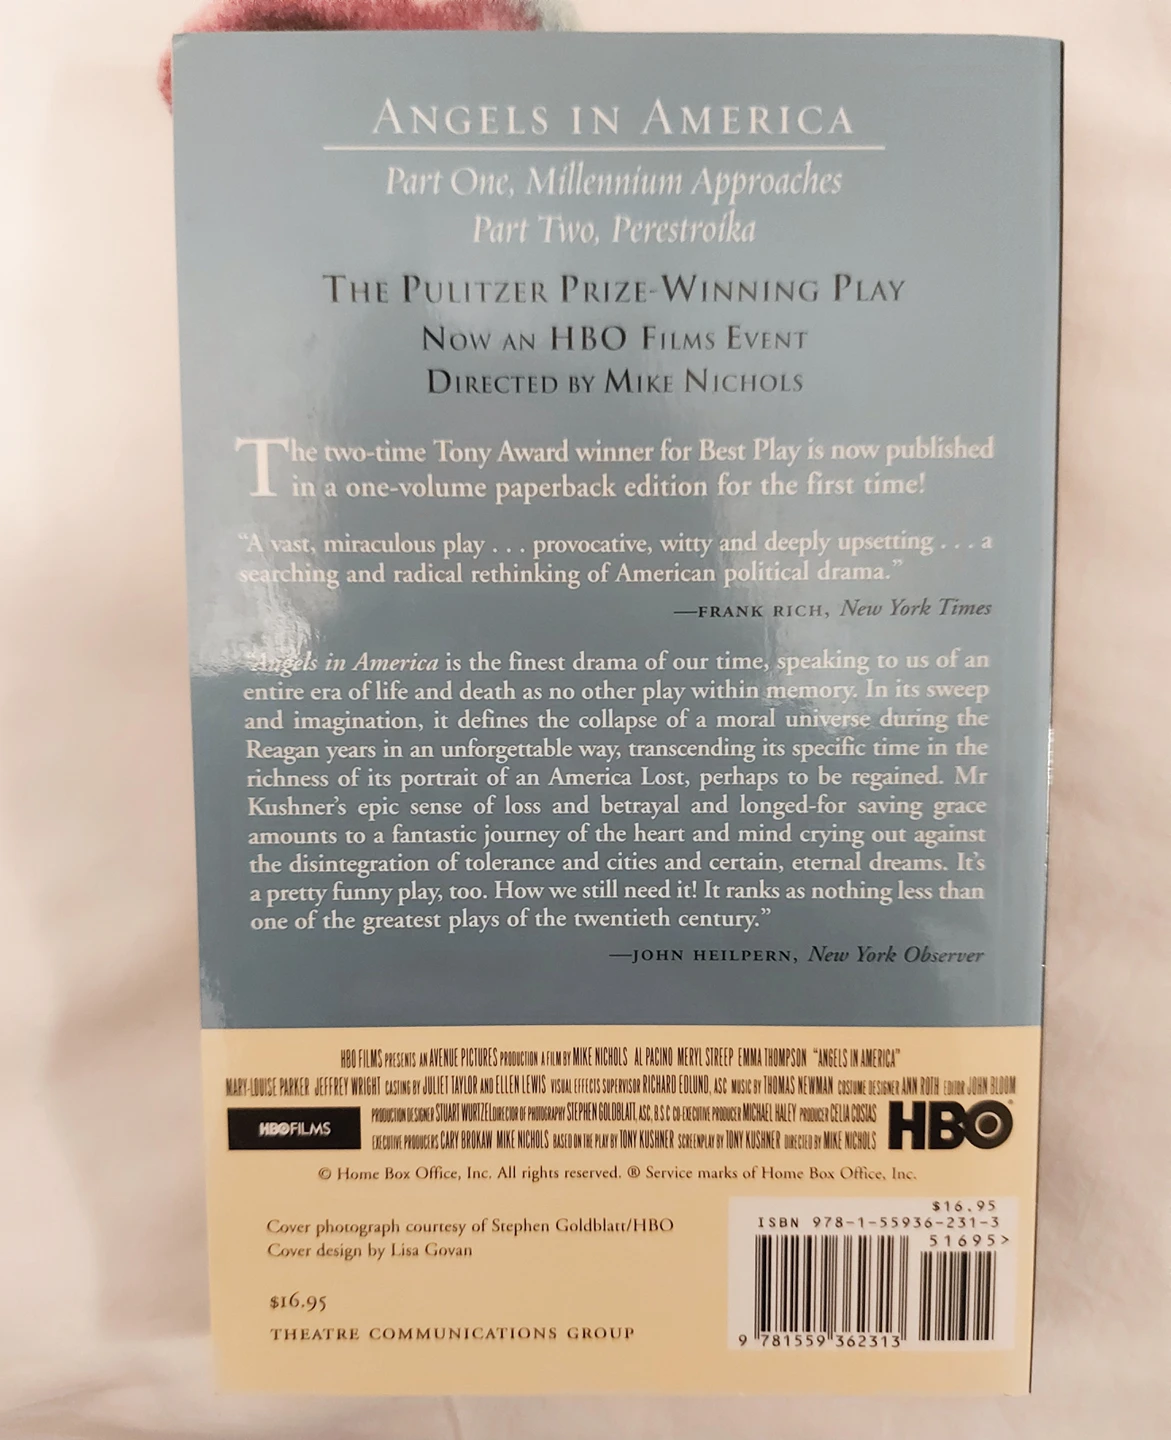 ANGELS IN AMERICA
Part One, Millennium Approaches
Part Two, Perestroika
THE PULITZER PRIZE-WINNING PLAY
NOW AN HBO FILMS EVENT
DIRECTED BY MIKE NICHOLS
The two-time Tony Award winner for Best Play is now published
in a one-volume paperback edition for the first time!
“A vast, miraculous play . . . provocative, witty and deeply upsetting . . . a
searching and radical rethinking of American political drama.”
—FRANK RICH, New York Times
“Angels in America is the finest drama of our time, speaking to us of an
entire era of life and death as no other play within memory. In its sweep
and imagination, it defines the collapse of a moral universe during the
Reagan years in an unforgettable way, transcending its specific time in the
richness of its portrait of an America Lost, perhaps to be regained. Mr
Kushner’s epic sense of loss and betrayal and longed-for saving grace
amounts to a fantastic journey of the heart and mind crying out against
the disintegration of tolerance and cities and certain, eternal dreams. It’s
a pretty funny play, too. How we still need it! It ranks as nothing less than
one of the greatest plays of the twentieth century.”
—JOHN HEILPERN, New York Observer
HBO FILMS PRESENTS AN AVENUE PICTURES PRODUCTION A FILM BY MIKE NICHOLS AL PACINO MERYL STREEP EMMA THOMPSON “ANGELS IN AMERICA”
MARY-LOUISE PARKER JEFFREY WRIGHT CASTING BY JULIET TAYLOR AND ELLEN LEWIS VISUAL EFFECTS SUPERVISOR RICHARD EDLUND, ASC MUSIC BY THOMAS NEWMAN COSTUME DESIGNER ANN ROTH EDITOR JOHN BLOOM
PRODUCTION DESIGNER STUART WURTZEL DIRECTOR OF PHOTOGRAPHY STEPHEN GOLDBLATT, ASC, B.S.C CO-EXECUTIVE PRODUCER MICHAEL HALEY PRODUCER CELIA COSTAS
EXECUTIVE PRODUCERS CARY BROKAW MIKE NICHOLS BASED ON THE PLAY BY TONY KUSHNER SCREENPLAY BY TONY KUSHNER DIRECTED BY MIKE NICHOLS
HBO FILMS
HBO®
© Home Box Office, Inc. All rights reserved. ® Service marks of Home Box Office, Inc.
Cover photograph courtesy of Stephen Goldblatt/HBO
Cover design by Lisa Govan
$16.95
THEATRE COMMUNICATIONS GROUP
$16.95
ISBN 978-1-55936-231-3
51695>
9 781559 362313